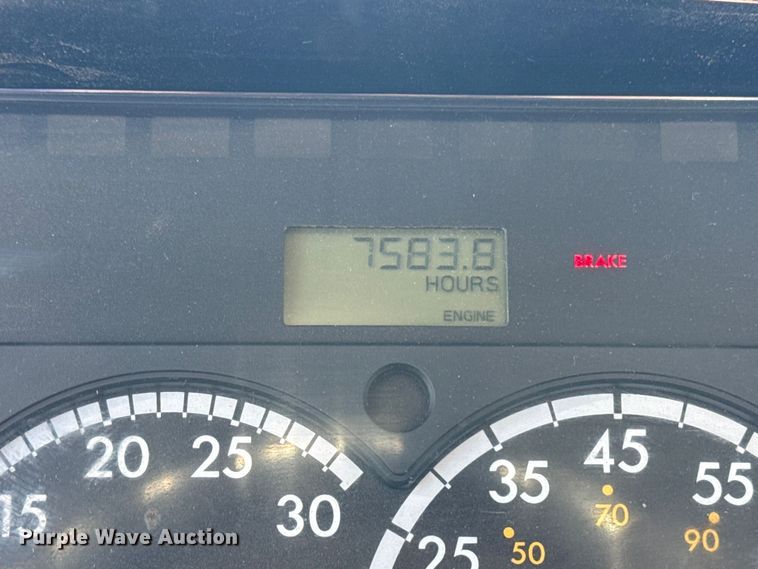 7583.8
HOURS
ENGINE
BRAKE
15 20 25 30
25 35 45 55
50 70 90
Purple Wave Auction